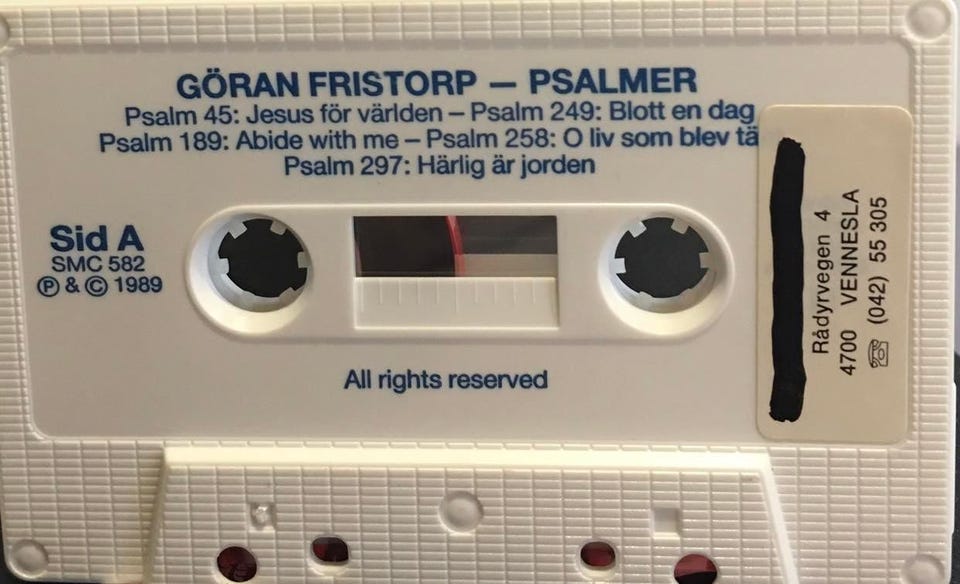 GÖRAN FRISTORP – PSALMER
Psalm 45: Jesus för världen – Psalm 249: Blott en dag
Psalm 189: Abide with me – Psalm 258: O liv som blev
Psalm 297: Härlig är jorden
Sid A
SMC 582
Ⓟ & © 1989
All rights reserved
Rådyrvegen 4
4700 VENNESLA
(042) 55 305